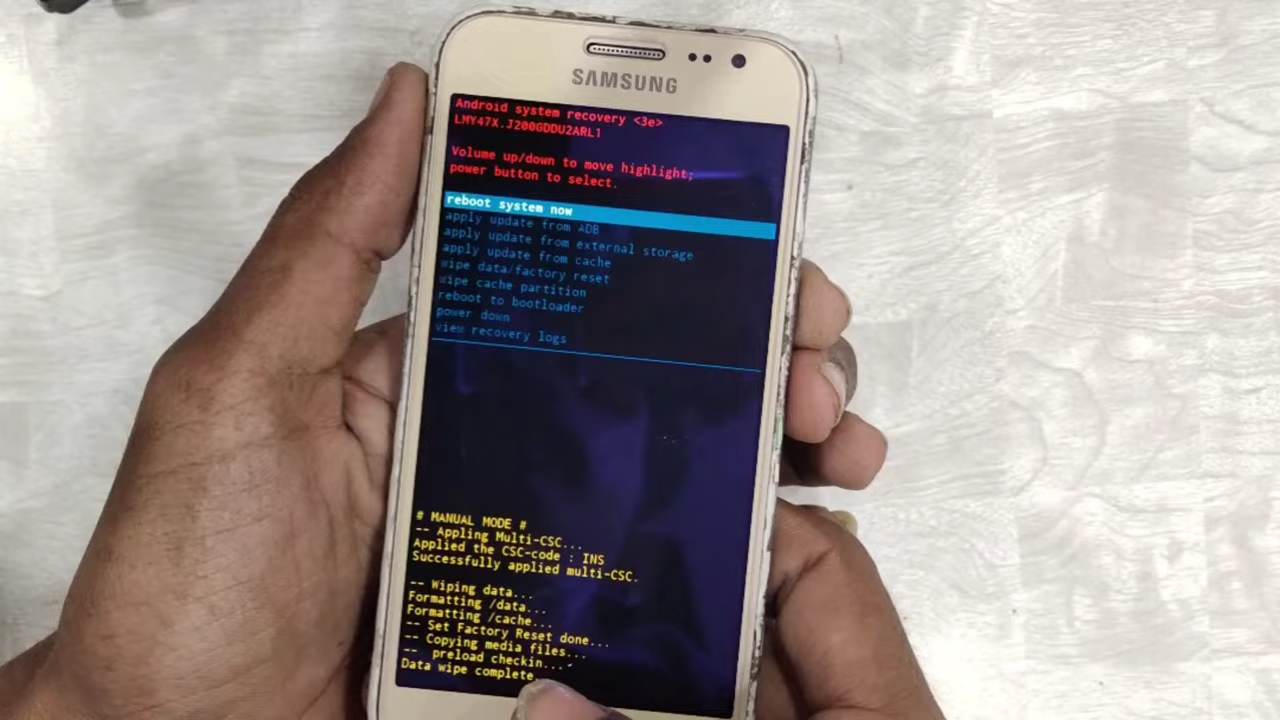 SAMSUNG
Android system recovery <3e>
LMY47X.J200GDDU2ARL1
Volume up/down to move highlight;
power button to select.
reboot system now
apply update from ADB
apply update from external storage
apply update from cache
wipe data/factory reset
wipe cache partition
reboot to bootloader
power down
view recovery logs
# MANUAL MODE #
-- Appling Multi-CSC...
Applied the CSC-code : INS
Successfully applied multi-CSC.
-- Wiping data...
Formatting /data...
Formatting /cache...
-- Set Factory Reset done...
-- Copying media files...
-- preload checkin...
Data wipe complete.